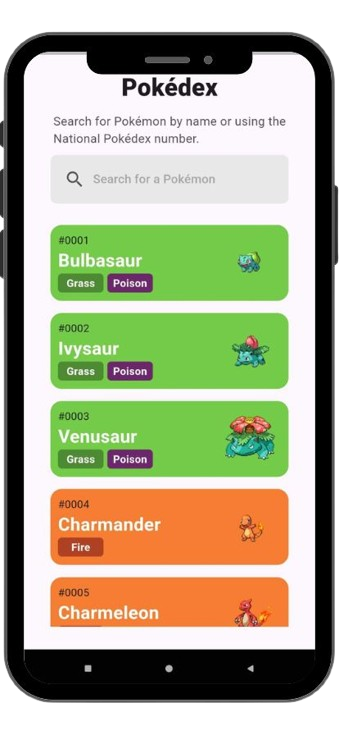 Pokédex
Search for Pokémon by name or using the
National Pokédex number.
Search for a Pokémon
#0001
Bulbasaur
Grass Poison
#0002
Ivysaur
Grass Poison
#0003
Venusaur
Grass Poison
#0004
Charmander
Fire
#0005
Charmeleon